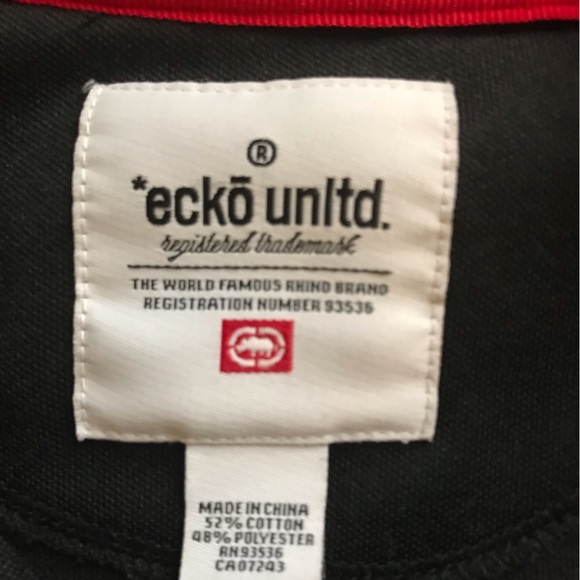 ®
*eckō unltd.
registered trademark
THE WORLD FAMOUS RHINO BRAND
REGISTRATION NUMBER 93536
MADE IN CHINA
52% COTTON
48% POLYESTER
RN93536
CA07243